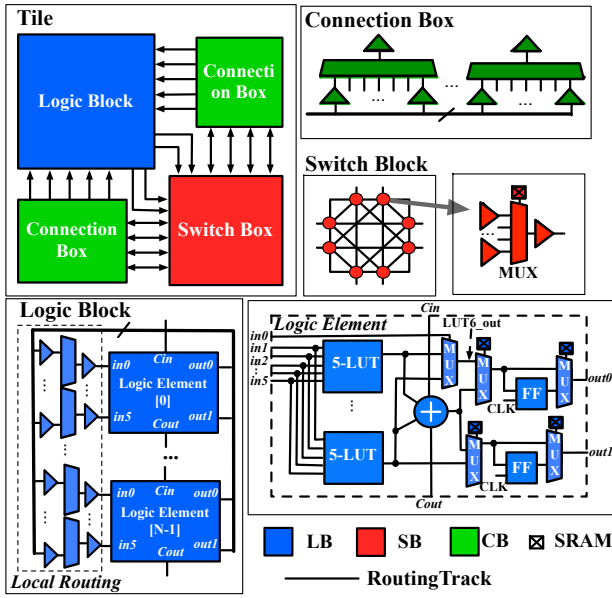 Tile
Logic Block
Connecti
on Box
Connection
Box
Switch Box
Connection Box
...
...
...
Switch Block
...
MUX
Logic Block
Cin
in0
out0
Logic Element
[0]
in5
out1
Cout
...
in0
Cin
out0
Logic Element
[N-1]
in5
out1
Cout
Local Routing
Cin
Logic Element
LUT6_out
in0
in1
in2
...
in5
5-LUT
...
5-LUT
MUX
MUX
MUX
MUX
MUX
FF
FF
CLK
CLK
out0
out1
Cout
LB
SB
CB
SRAM
RoutingTrack